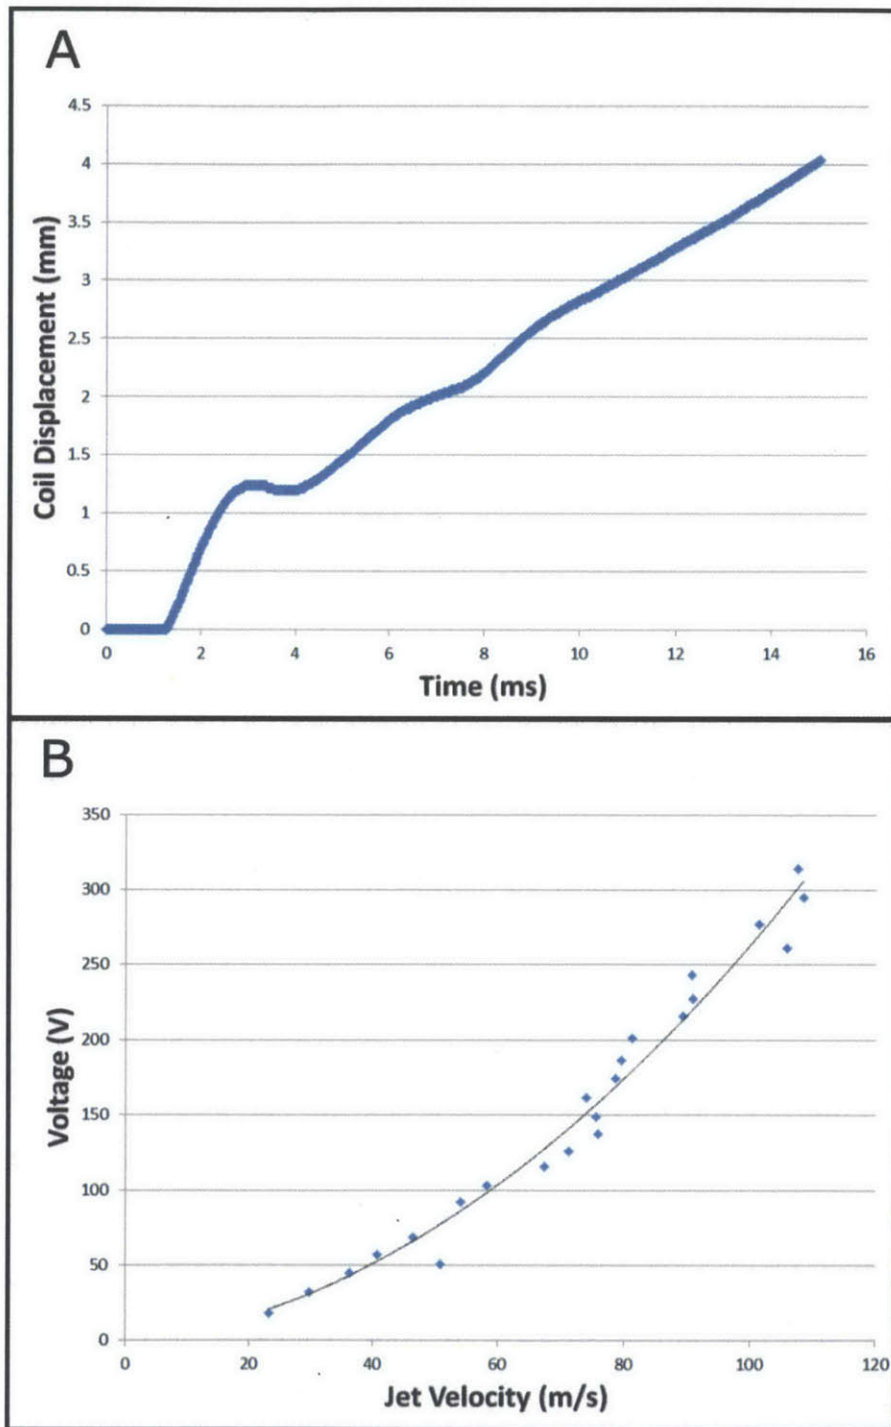 A
4.5
4
3.5
3
2.5
2
1.5
1
0.5
0
Coil Displacement (mm)
0 2 4 6 8 10 12 14 16
Time (ms)
B
350
300
250
200
150
100
50
0
Voltage (V)
0 20 40 60 80 100 120
Jet Velocity (m/s)